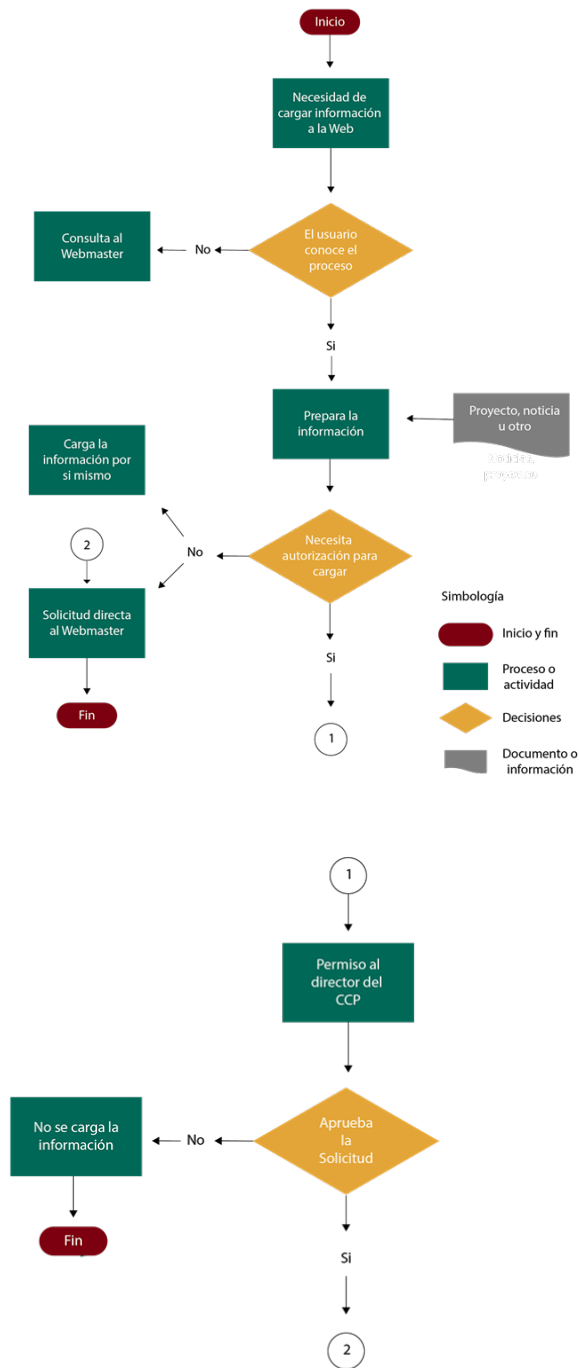 Inicio
Necesidad de
cargar información
a la Web
El usuario
conoce el
proceso
No
Consulta al
Webmaster
Si
Prepara la
información
Proyecto, noticia
u otro
Carga la
información por
si mismo
Necesita
autorización para
cargar
No
2
Solicitud directa
al Webmaster
Fin
Si
1
Simbología
Inicio y fin
Proceso o
actividad
Decisiones
Documento o
información
1
Permiso al
director del
CCP
Aprueba
la
Solicitud
No
No se carga la
información
Fin
Si
2